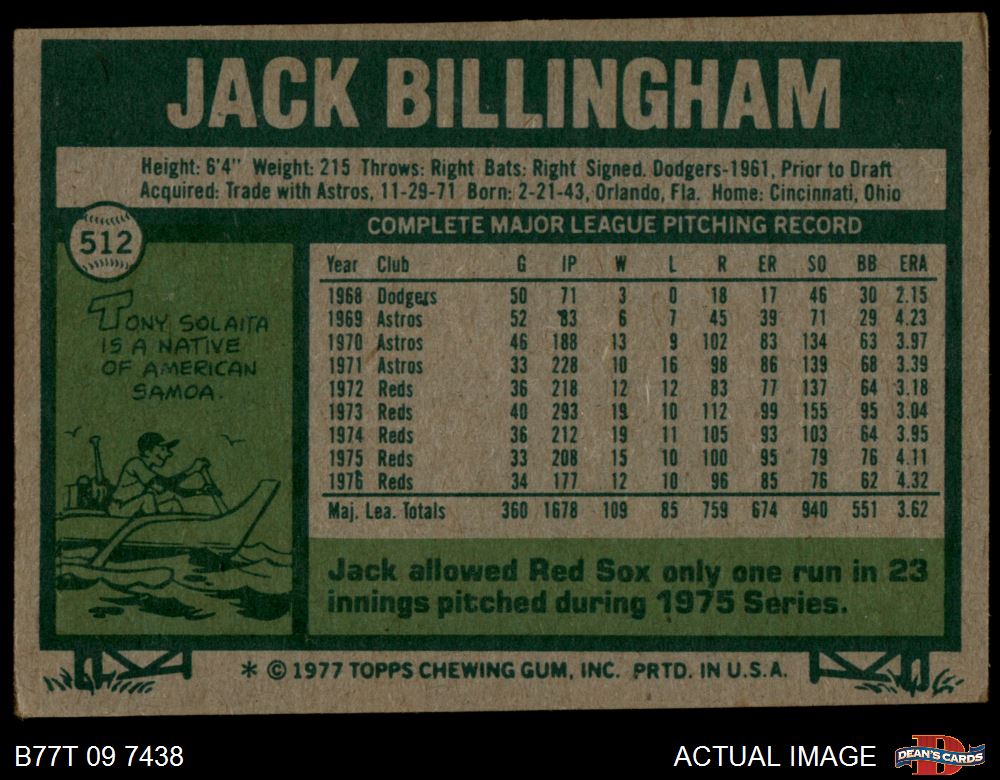 JACK BILLINGHAM
Height: 6'4" Weight: 215 Throws: Right Bats: Right Signed. Dodgers-1961, Prior to Draft
Acquired: Trade with Astros, 11-29-71 Born: 2-21-43, Orlando, Fla. Home: Cincinnati, Ohio
512
COMPLETE MAJOR LEAGUE PITCHING RECORD
TONY SOLAITA
IS A NATIVE
OF AMERICAN
SAMOA.
Year Club G IP W L R ER SO BB ERA
1968 Dodgers 50 71 3 0 18 17 46 30 2.15
1969 Astros 52 83 6 7 45 39 71 29 4.23
1970 Astros 46 188 13 9 102 83 134 63 3.97
1971 Astros 33 228 10 16 98 86 139 68 3.39
1972 Reds 36 218 12 12 83 77 137 64 3.18
1973 Reds 40 293 19 10 112 99 155 95 3.04
1974 Reds 36 212 19 11 105 93 103 64 3.95
1975 Reds 33 208 15 10 100 95 79 76 4.11
1976 Reds 34 177 12 10 96 85 76 62 4.32
Maj. Lea. Totals 360 1678 109 85 759 674 940 551 3.62
Jack allowed Red Sox only one run in 23
innings pitched during 1975 Series.
* © 1977 TOPPS CHEWING GUM, INC. PRTD. IN U.S.A.
B77T 09 7438
ACTUAL IMAGE
DEAN'S CARDS